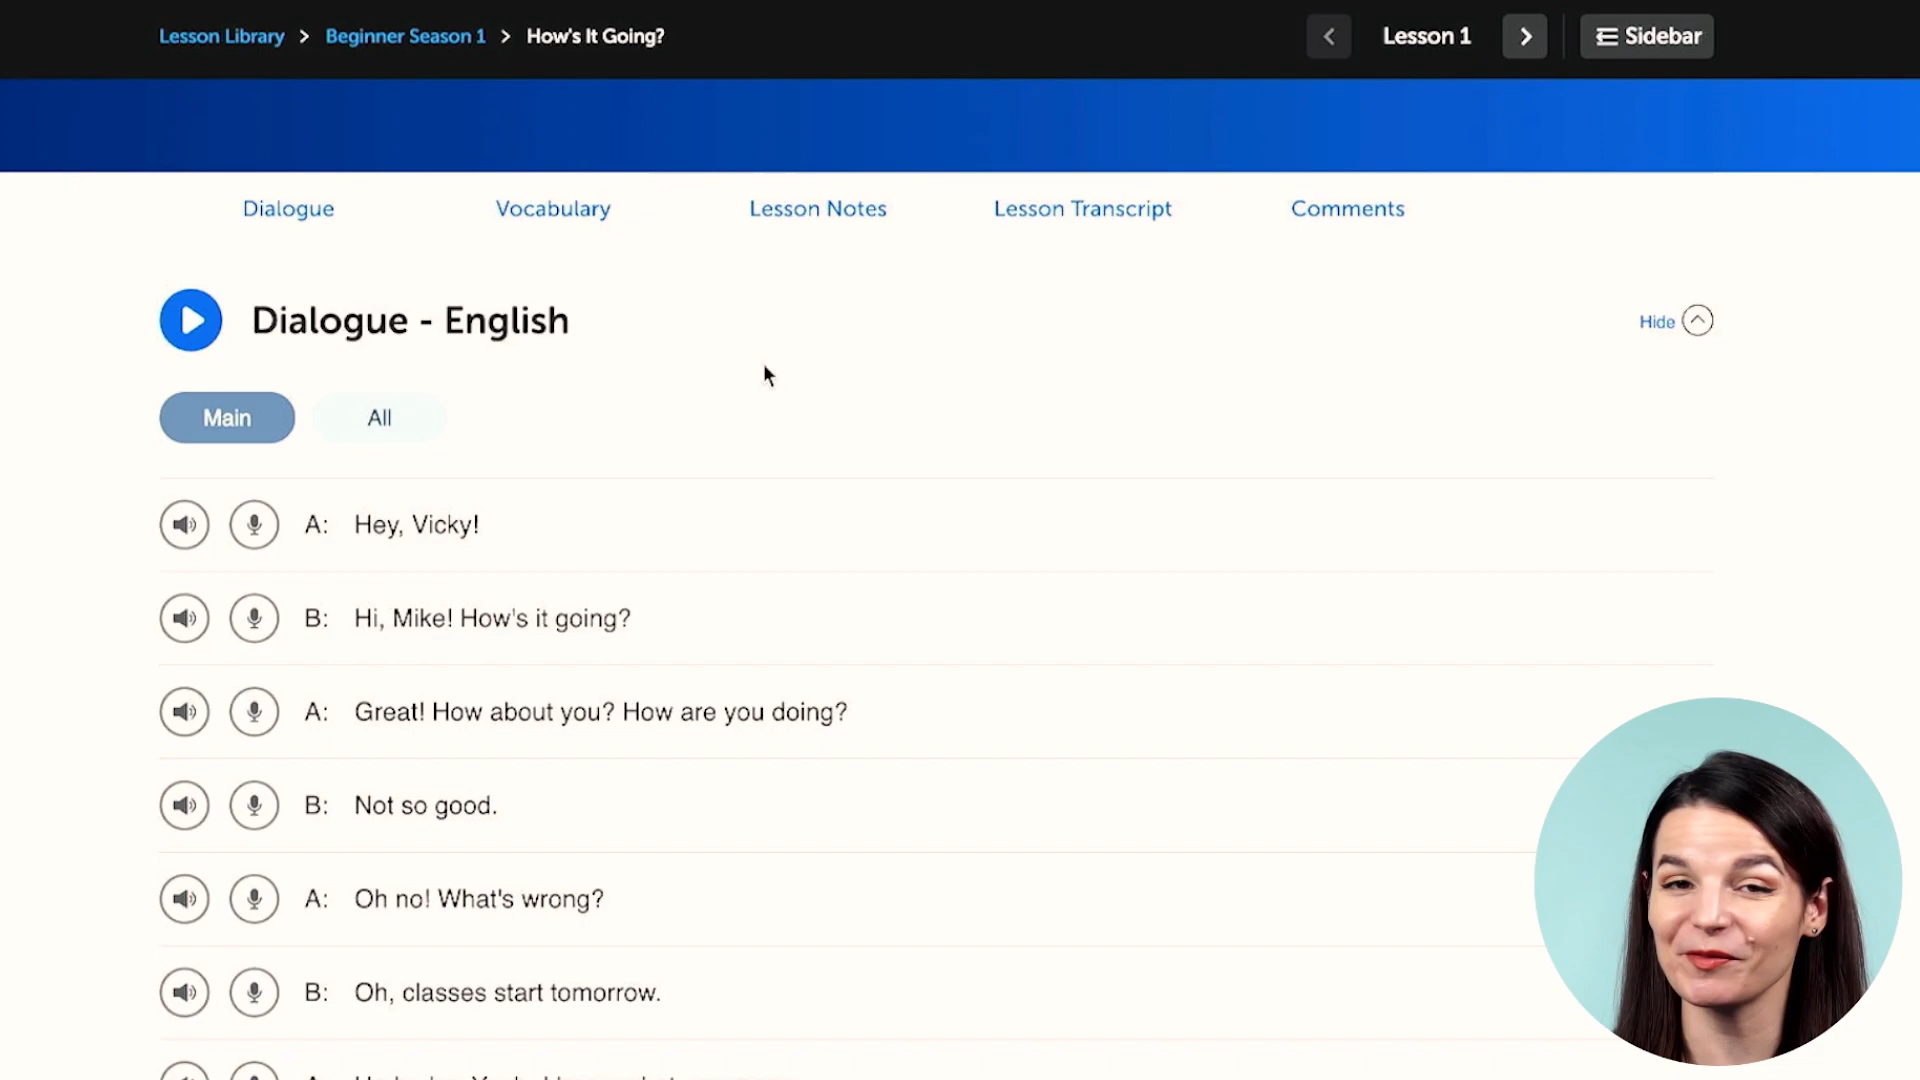 Lesson Library > Beginner Season 1 > How's It Going?
< Lesson 1 > Sidebar
Dialogue Vocabulary Lesson Notes Lesson Transcript Comments
Dialogue - English
Hide
Main All
A: Hey, Vicky!
B: Hi, Mike! How's it going?
A: Great! How about you? How are you doing?
B: Not so good.
A: Oh no! What's wrong?
B: Oh, classes start tomorrow.